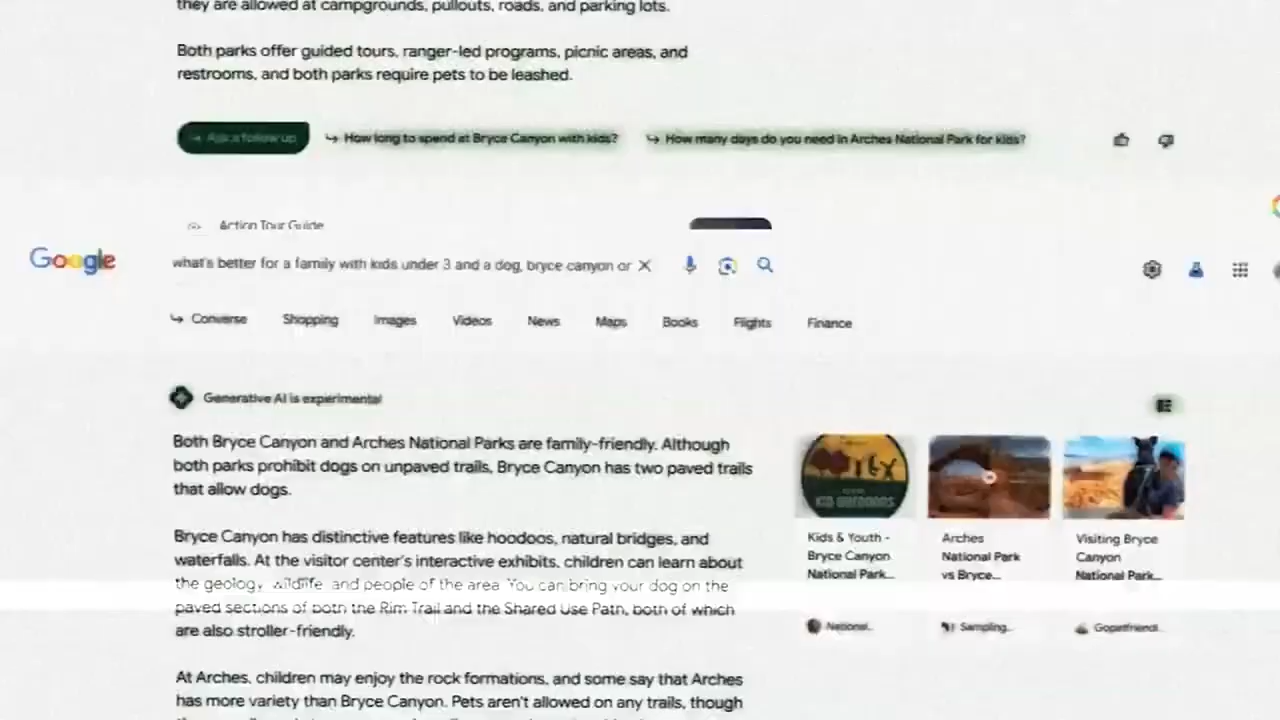 they are allowed at campgrounds, pullouts, roads, and parking lots.
Both parks offer guided tours, ranger-led programs, picnic areas, and
restrooms, and both parks require pets to be leashed.
Ask a follow up
How long to spend at Bryce Canyon with kids?
How many days do you need in Arches National Park for kids?
Action Tour Guide
Google
what's better for a family with kids under 3 and a dog, bryce canyon or
Converse
Shopping
Images
Videos
News
Maps
Books
Flights
Finance
Generative AI is experimental
Both Bryce Canyon and Arches National Parks are family-friendly. Although
both parks prohibit dogs on unpaved trails, Bryce Canyon has two paved trails
that allow dogs.
Bryce Canyon has distinctive features like hoodoos, natural bridges, and
waterfalls. At the visitor center's interactive exhibits, children can learn about
the geology, wildlife, and people of the area. You can bring your dog on the
paved sections of both the Rim Trail and the Shared Use Path, both of which
are also stroller-friendly.
At Arches, children may enjoy the rock formations, and some say that Arches
has more variety than Bryce Canyon. Pets aren't allowed on any trails, though
KID OUTDOORS
Kids & Youth -
Bryce Canyon
National Park...
National...
Arches
National Park
vs Bryce...
Sampling...
Visiting Bryce
Canyon
National Park...
Gopetfriendl...